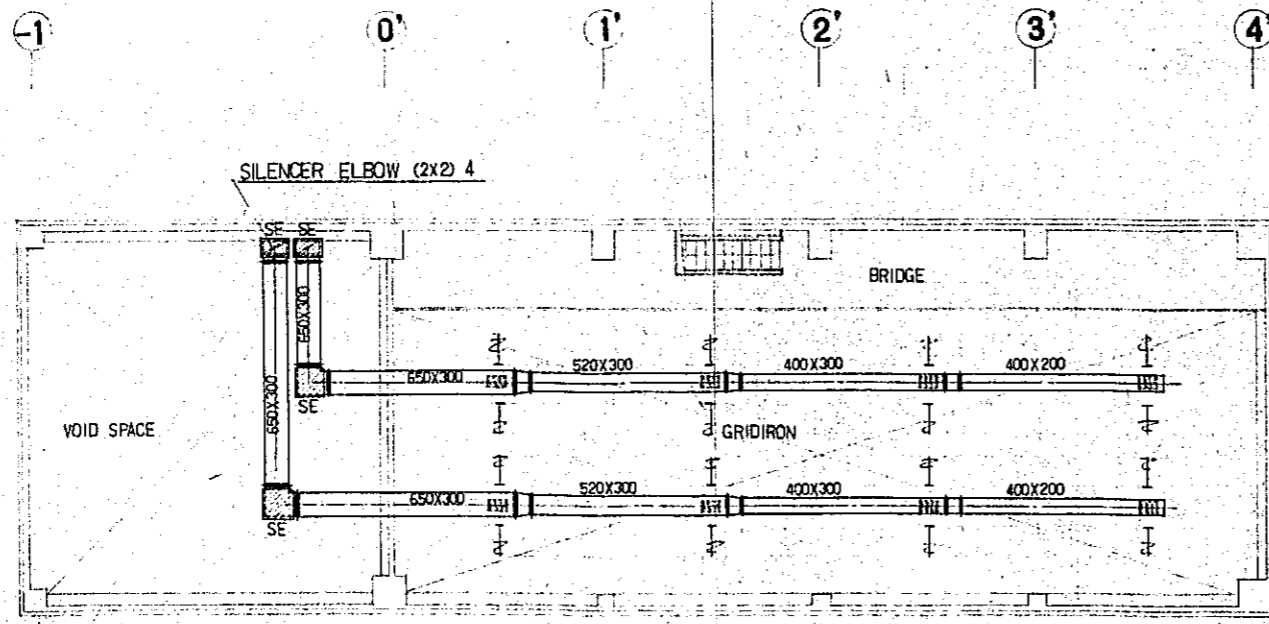 -1 0' 1' 2' 3' 4'
SILENCER ELBOW (2X2) 4
SE SE
BRIDGE
650X300
650X300
520X300 400X300 400X200
650X300
SE
VOID SPACE
GRIDIRON
520X300 400X300 400X200
650X300
SE